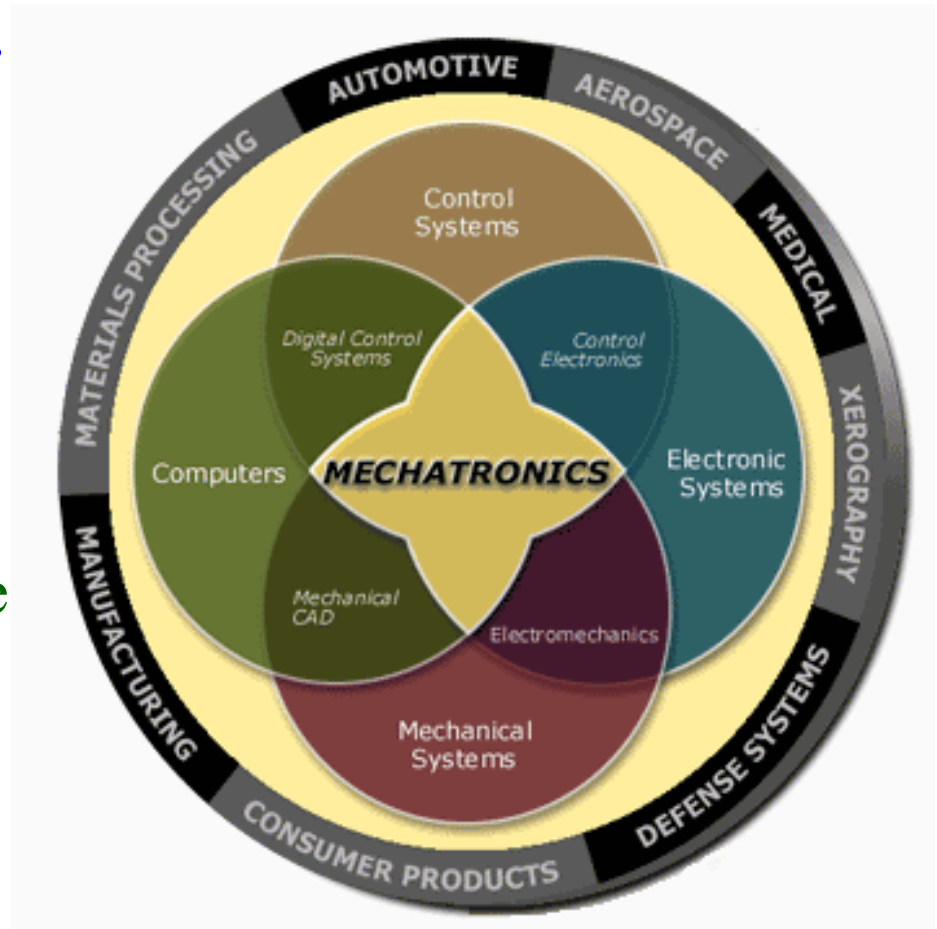 AUTOMOTIVE
AEROSPACE
MEDICAL
XEROGRAPHY
DEFENSE SYSTEMS
CONSUMER PRODUCTS
MANUFACTURING
MATERIALS PROCESSING
Control
Systems
Digital Control
Systems
Control
Electronics
Computers
MECHATRONICS
Electronic
Systems
Mechanical
CAD
Electromechanics
Mechanical
Systems
e